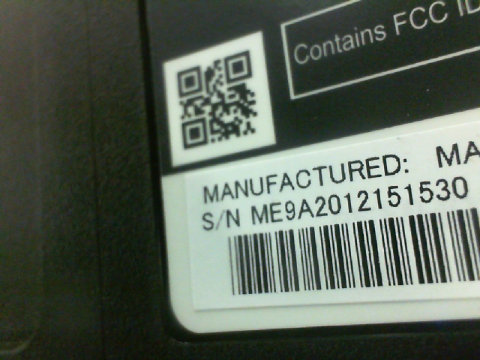 Contains FCC ID
MANUFACTURED: MA
S/N ME9A2012151530